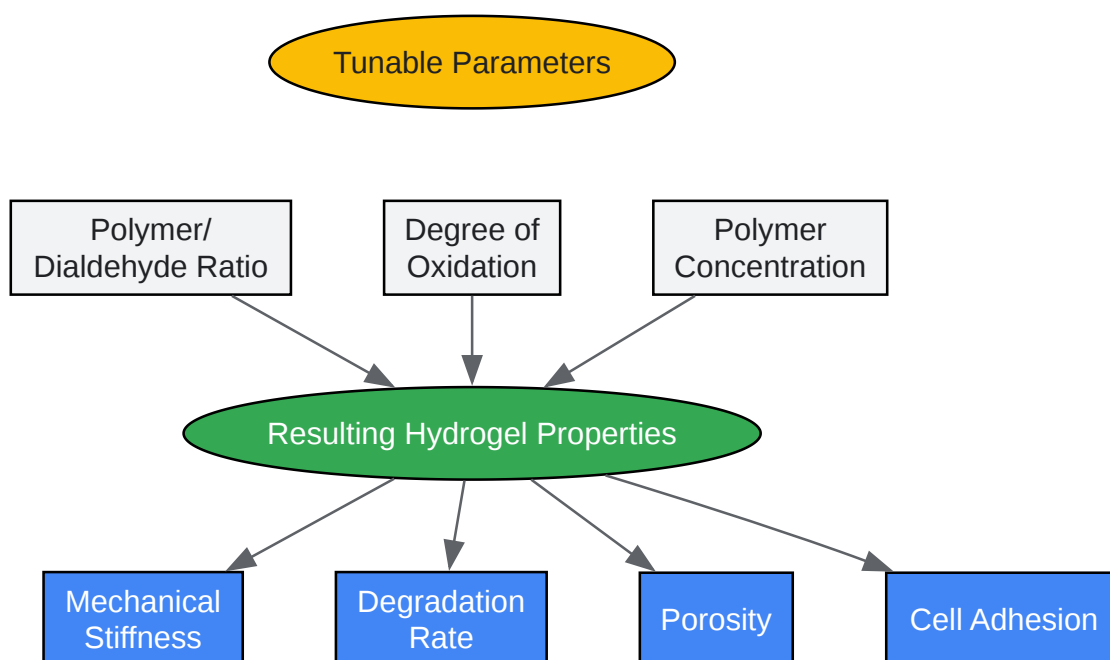 Tunable Parameters
Polymer/
Dialdehyde Ratio
Degree of
Oxidation
Polymer
Concentration
Resulting Hydrogel Properties
Mechanical
Stiffness
Degradation
Rate
Porosity
Cell Adhesion